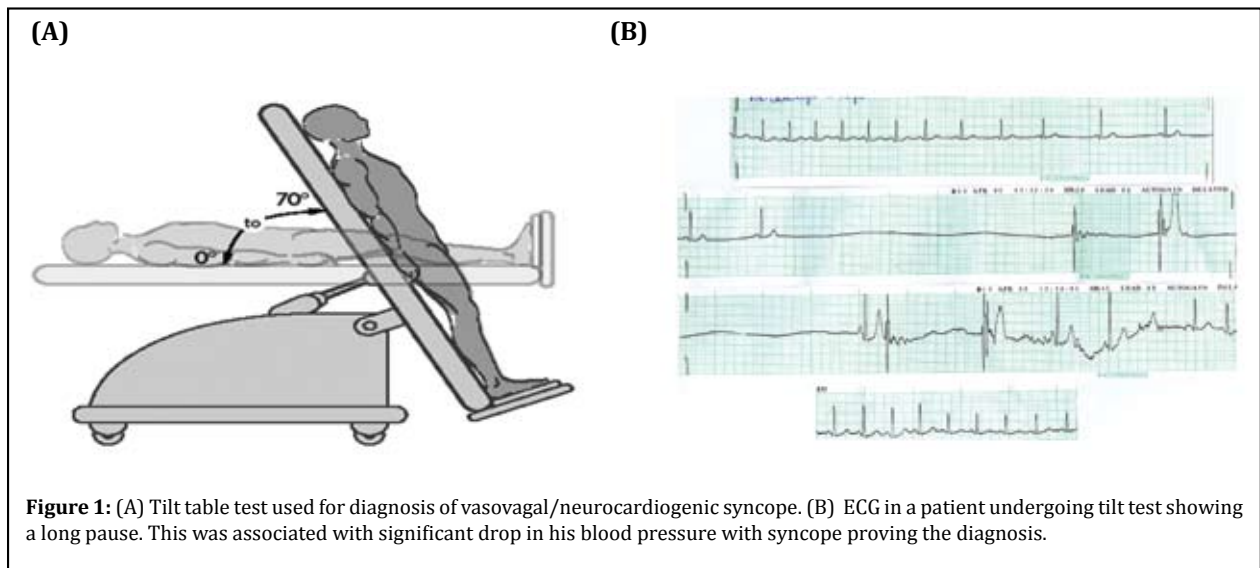 (A)
(B)
70°
to
0°
Figure 1: (A) Tilt table test used for diagnosis of vasovagal/neurocardiogenic syncope. (B) ECG in a patient undergoing tilt test showing
a long pause. This was associated with significant drop in his blood pressure with syncope proving the diagnosis.